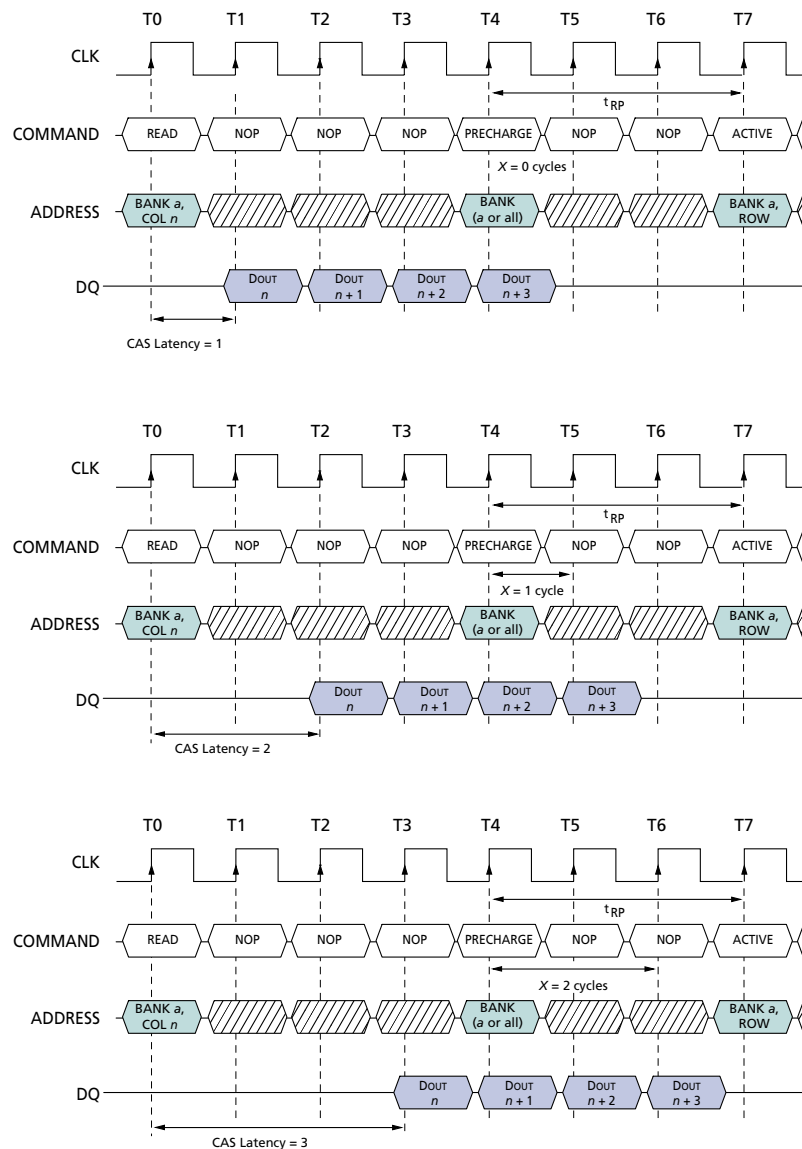 T0 T1 T2 T3 T4 T5 T6 T7
CLK
tRP
COMMAND READ NOP NOP NOP PRECHARGE NOP NOP ACTIVE
X = 0 cycles
ADDRESS BANK a, COL n BANK (a or all) BANK a, ROW
DQ DOUT n DOUT n + 1 DOUT n + 2 DOUT n + 3
CAS Latency = 1
T0 T1 T2 T3 T4 T5 T6 T7
CLK
tRP
COMMAND READ NOP NOP NOP PRECHARGE NOP NOP ACTIVE
X = 1 cycle
ADDRESS BANK a, COL n BANK (a or all) BANK a, ROW
DQ DOUT n DOUT n + 1 DOUT n + 2 DOUT n + 3
CAS Latency = 2
T0 T1 T2 T3 T4 T5 T6 T7
CLK
tRP
COMMAND READ NOP NOP NOP PRECHARGE NOP NOP ACTIVE
X = 2 cycles
ADDRESS BANK a, COL n BANK (a or all) BANK a, ROW
DQ DOUT n DOUT n + 1 DOUT n + 2 DOUT n + 3
CAS Latency = 3